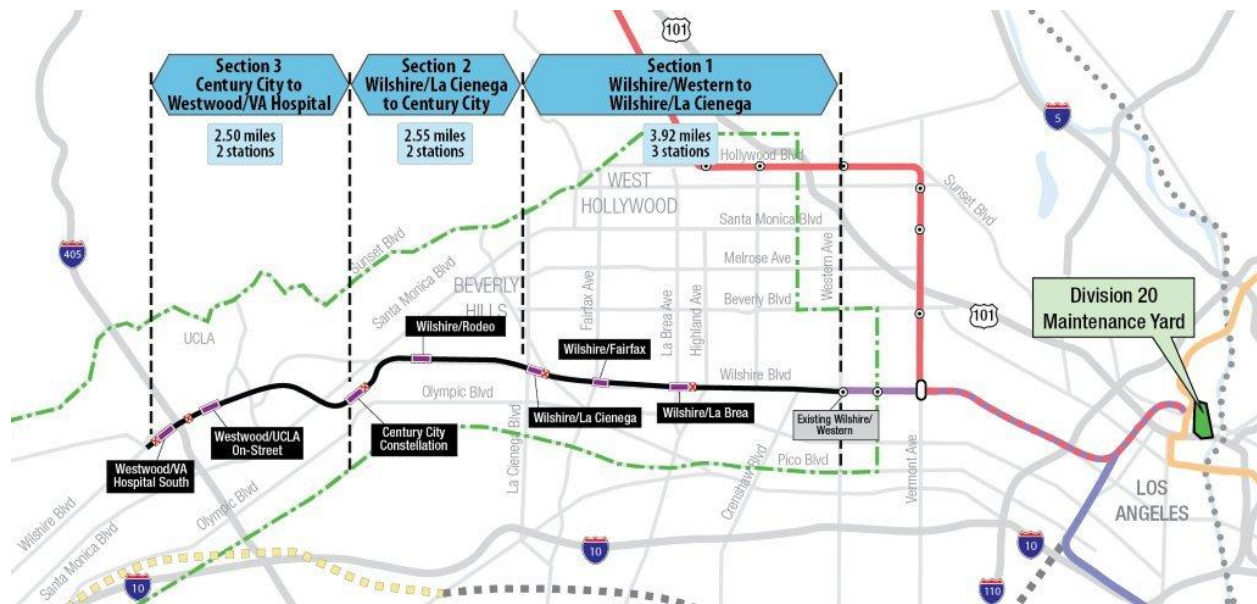 Section 3
Century City to
Westwood/VA Hospital
2.50 miles
2 stations
Section 2
Wilshire/La Cienega
to Century City
2.55 miles
2 stations
Section 1
Wilshire/Western to
Wilshire/La Cienega
3.92 miles
3 stations
101
5
Hollywood Blvd
WEST
HOLLYWOOD
Sunset Blvd
Santa Monica Blvd
Sunset Blvd
405
Santa Monica Blvd
Melrose Ave
BEVERLY
HILLS
Fairfax Ave
La Brea Ave
Highland Ave
Western Ave
Beverly Blvd
101
Division 20
Maintenance Yard
UCLA
Wilshire/Rodeo
Wilshire/Fairfax
Wilshire Blvd
Olympic Blvd
Wilshire/La Cienega
Wilshire/La Brea
Existing Wilshire/
Western
Westwood/UCLA
On-Street
Century City
Constellation
Westwood/VA
Hospital South
La Cienega Blvd
Crenshaw Blvd
Pico Blvd
Vermont Ave
LOS
ANGELES
Wilshire Blvd
Santa Monica Blvd
Olympic Blvd
10
10
10
110